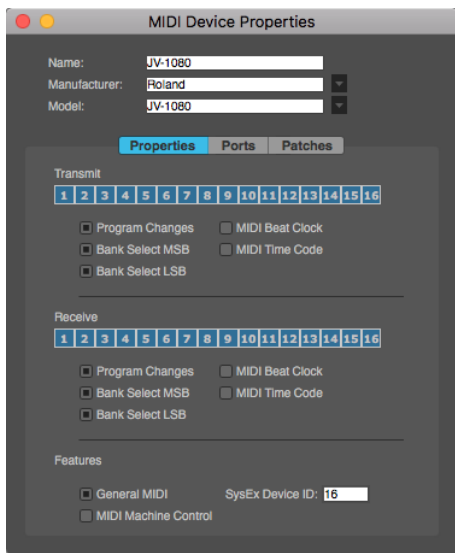 MIDI Device Properties
Name: JV-1080
Manufacturer: Roland
Model: JV-1080
Properties Ports Patches
Transmit
1 2 3 4 5 6 7 8 9 10 11 12 13 14 15 16
Program Changes MIDI Beat Clock
Bank Select MSB MIDI Time Code
Bank Select LSB
Receive
1 2 3 4 5 6 7 8 9 10 11 12 13 14 15 16
Program Changes MIDI Beat Clock
Bank Select MSB MIDI Time Code
Bank Select LSB
Features
General MIDI SysEx Device ID: 16
MIDI Machine Control